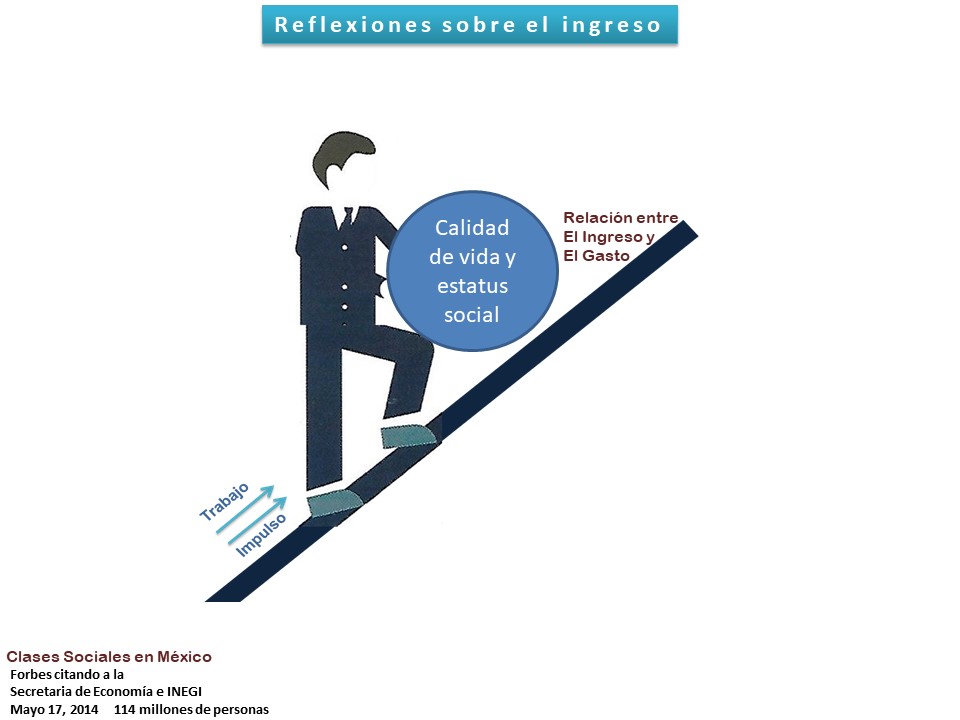 Reflexiones sobre el ingreso
Calidad
de vida y
estatus
social
Relación entre
El Ingreso y
El Gasto
Trabajo
Impulso
Clases Sociales en México
Forbes citando a la
Secretaria de Economía e INEGI
Mayo 17, 2014 114 millones de personas